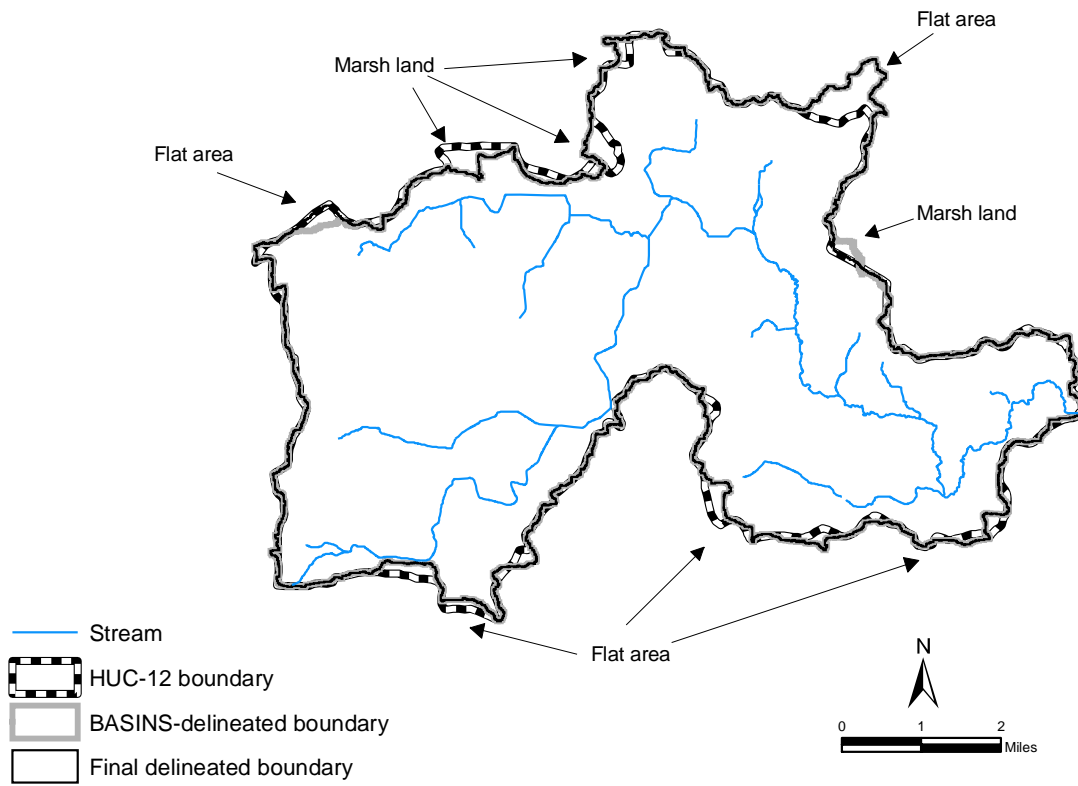 Flat area
Marsh land
Flat area
Marsh land
Flat area
Stream
HUC-12 boundary
BASINS-delineated boundary
Final delineated boundary
N
0 1 2
Miles